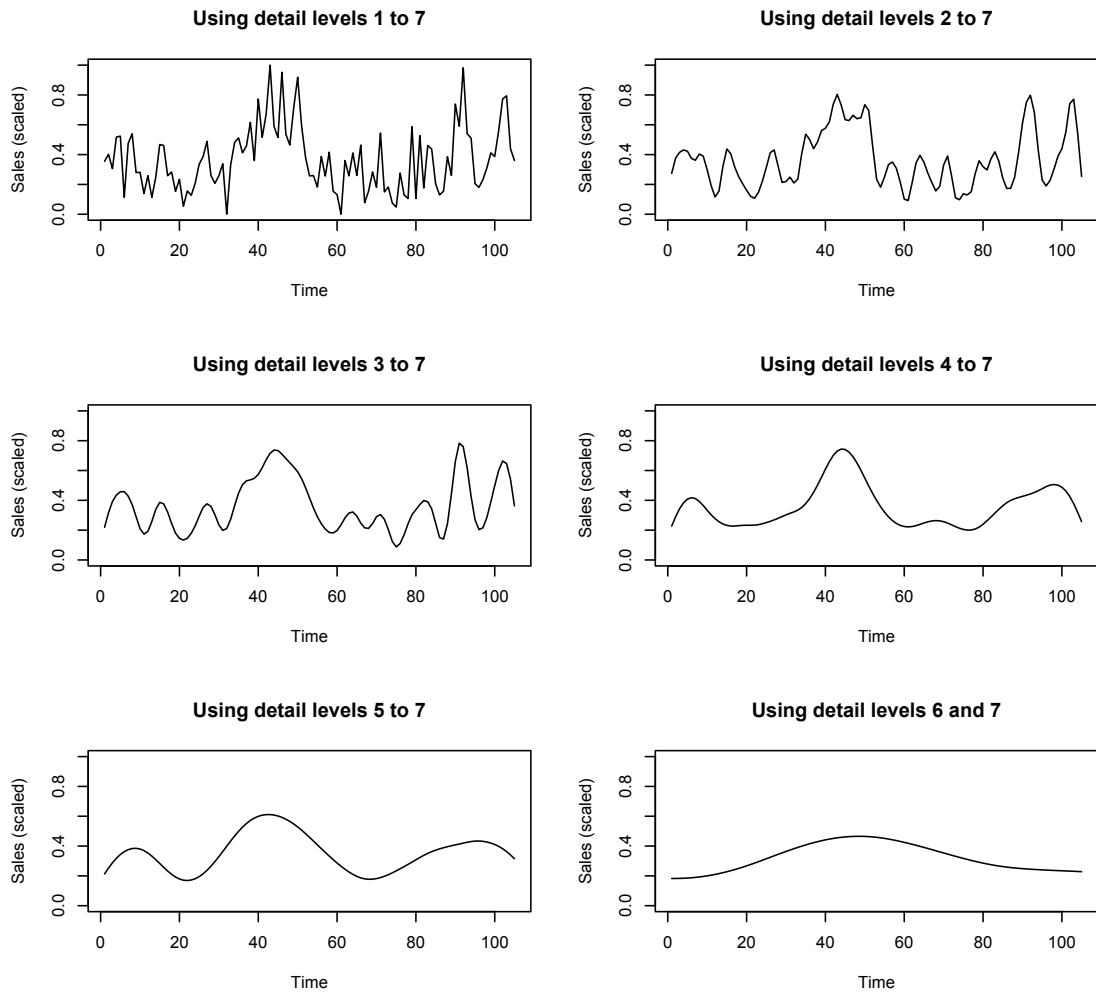 Using detail levels 1 to 7
Sales (scaled)
0.0 0.4 0.8
0 20 40 60 80 100
Time
Using detail levels 2 to 7
Sales (scaled)
0.0 0.4 0.8
0 20 40 60 80 100
Time
Using detail levels 3 to 7
Sales (scaled)
0.0 0.4 0.8
0 20 40 60 80 100
Time
Using detail levels 4 to 7
Sales (scaled)
0.0 0.4 0.8
0 20 40 60 80 100
Time
Using detail levels 5 to 7
Sales (scaled)
0.0 0.4 0.8
0 20 40 60 80 100
Time
Using detail levels 6 and 7
Sales (scaled)
0.0 0.4 0.8
0 20 40 60 80 100
Time